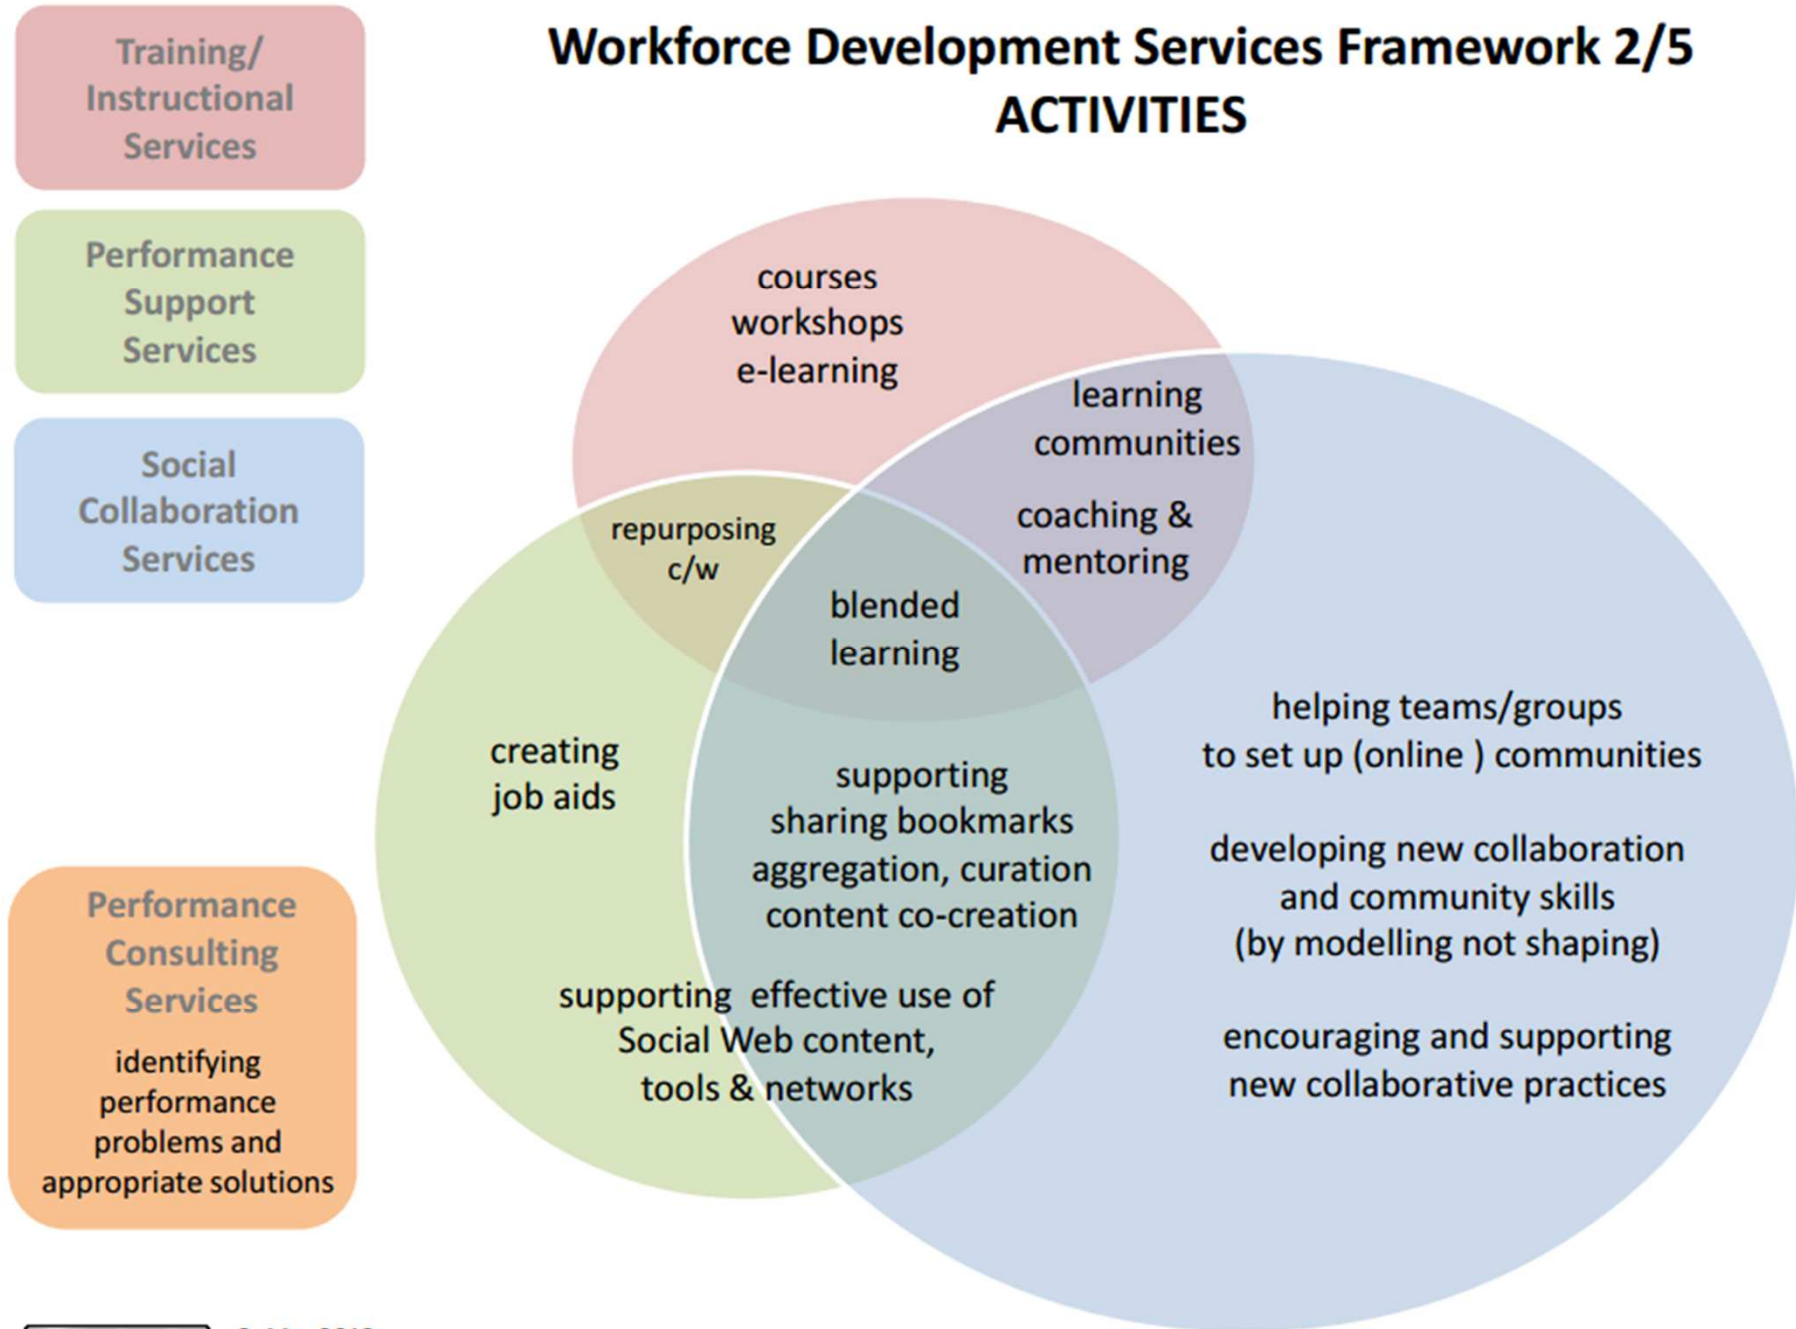 Workforce Development Services Framework 2/5
ACTIVITIES
Training/
Instructional
Services
Performance
Support
Services
Social
Collaboration
Services
Performance
Consulting
Services
identifying
performance
problems and
appropriate solutions
courses
workshops
e-learning
learning
communities
coaching &
mentoring
repurposing
c/w
blended
learning
creating
job aids
supporting
sharing bookmarks
aggregation, curation
content co-creation
supporting effective use of
Social Web content,
tools & networks
helping teams/groups
to set up (online ) communities
developing new collaboration
and community skills
(by modelling not shaping)
encouraging and supporting
new collaborative practices